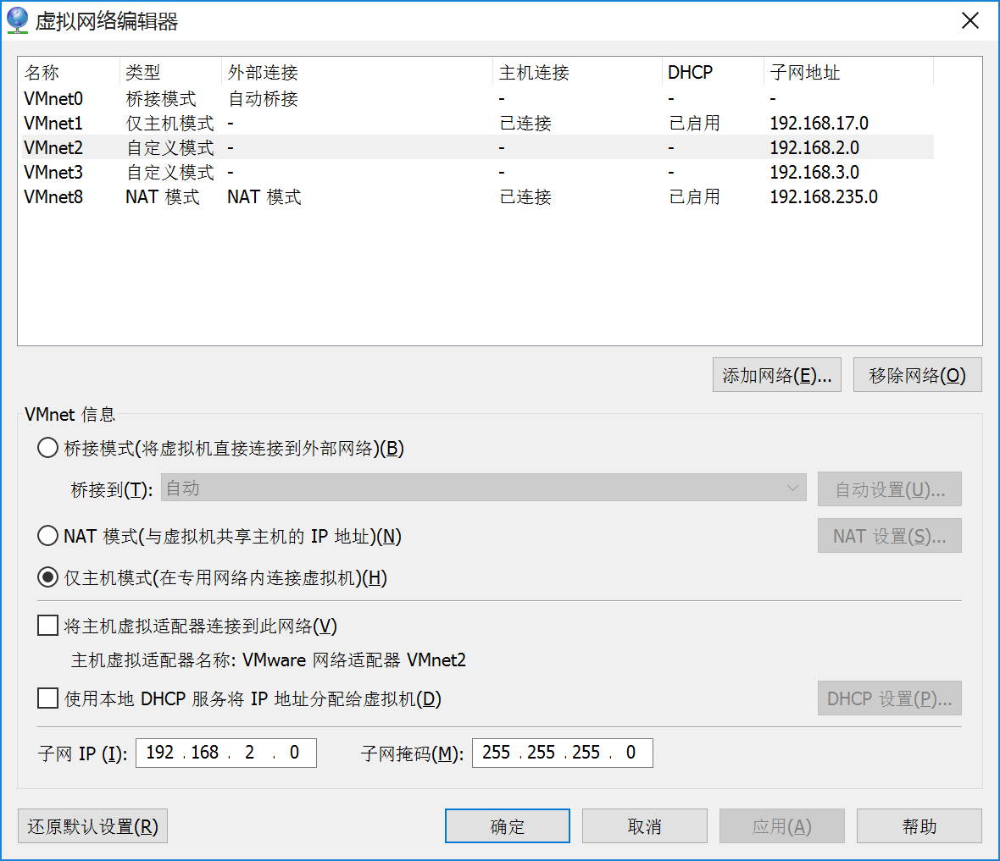 虚拟网络编辑器
名称 类型 外部连接 主机连接 DHCP 子网地址
VMnet0 桥接模式 自动桥接 - - -
VMnet1 仅主机模式 - 已连接 已启用 192.168.17.0
VMnet2 自定义模式 - - - 192.168.2.0
VMnet3 自定义模式 - - - 192.168.3.0
VMnet8 NAT 模式 NAT 模式 已连接 已启用 192.168.235.0
添加网络(E)... 移除网络(O)
VMnet 信息
桥接模式(将虚拟机直接连接到外部网络)(B)
桥接到(T): 自动 自动设置(U)...
NAT 模式(与虚拟机共享主机的 IP 地址)(N) NAT 设置(S)...
仅主机模式(在专用网络内连接虚拟机)(H)
将主机虚拟适配器连接到此网络(V)
主机虚拟适配器名称: VMware 网络适配器 VMnet2
使用本地 DHCP 服务将 IP 地址分配给虚拟机(D) DHCP 设置(P)...
子网 IP (I): 192 . 168 . 2 . 0 子网掩码(M): 255 . 255 . 255 . 0
还原默认设置(R) 确定 取消 应用(A) 帮助